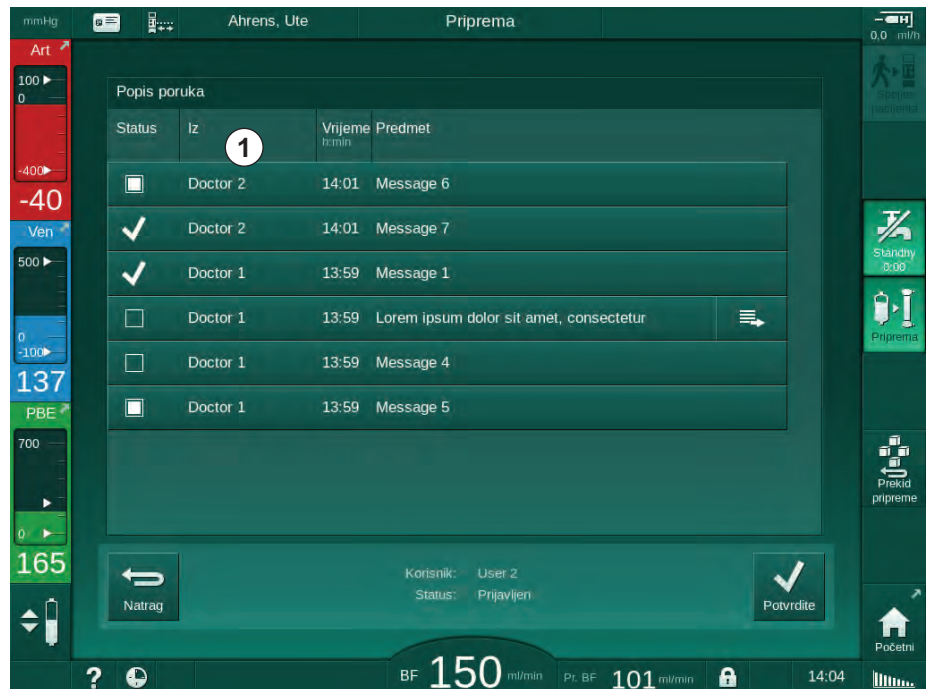 mmHg
Ahrens, Ute
Priprema
0,0 ml/h
Art
100
0
-400
-40
Ven
500
0
-100
137
PBE
700
0
165
Popis poruka
Status Iz Vrijeme Predmet
h:min
1
Doctor 2 14:01 Message 6
Doctor 2 14:01 Message 7
Doctor 1 13:59 Message 1
Doctor 1 13:59 Lorem ipsum dolor sit amet, consectetur
Doctor 1 13:59 Message 4
Doctor 1 13:59 Message 5
Natrag
Korisnik: User 2
Status: Prijavljen
Potvrdite
Spojite
pacijenta
Standby
0:00
Priprema
Prekid
pripreme
Početni
? BF 150 ml/min Pr. BF 101 ml/min 14:04